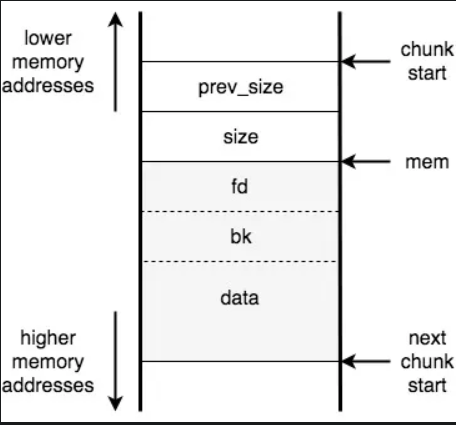 lower
memory
addresses
chunk
start
prev_size
size
mem
fd
bk
data
higher
memory
addresses
next
chunk
start